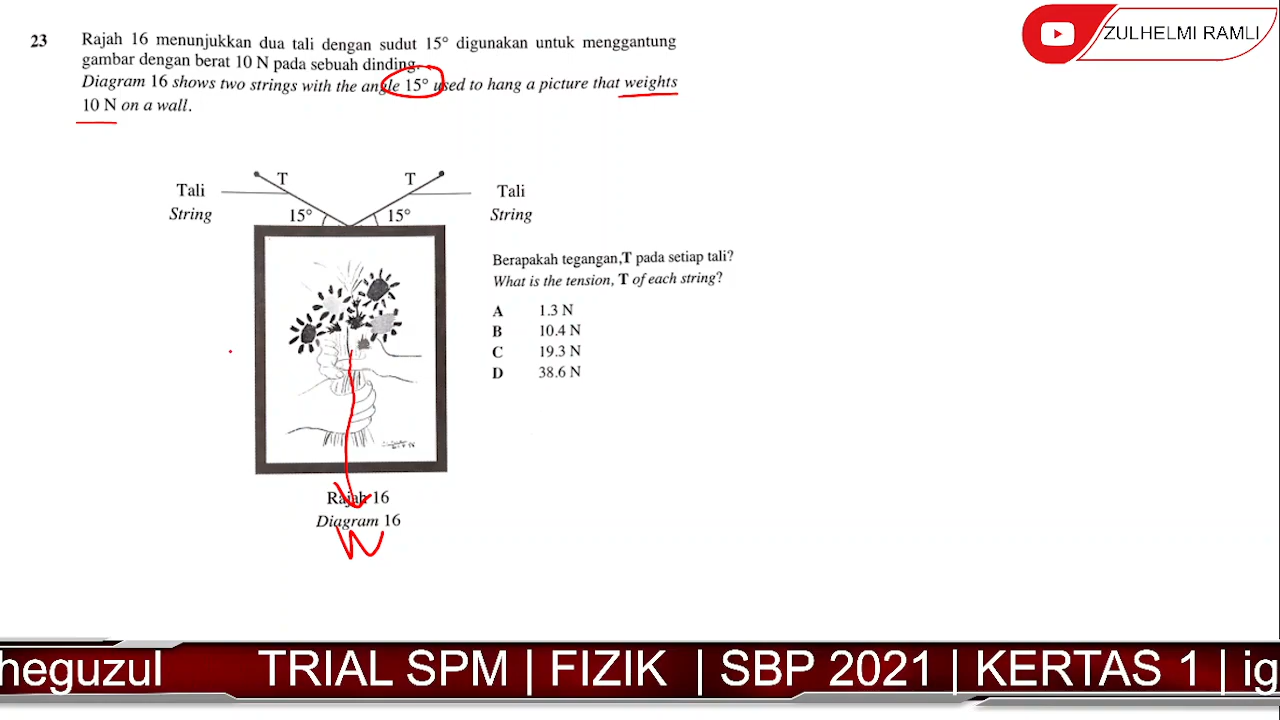 ZULHELMI RAMLI
23 Rajah 16 menunjukkan dua tali dengan sudut 15° digunakan untuk menggantung
gambar dengan berat 10 N pada sebuah dinding.
Diagram 16 shows two strings with the angle 15° used to hang a picture that weights
10 N on a wall.
T T
Tali Tali
String 15° 15° String
Berapakah tegangan,T pada setiap tali?
What is the tension, T of each string?
A 1.3 N
B 10.4 N
C 19.3 N
D 38.6 N
Rajah 16
Diagram 16
W
heguzul TRIAL SPM | FIZIK | SBP 2021 | KERTAS 1 | ig